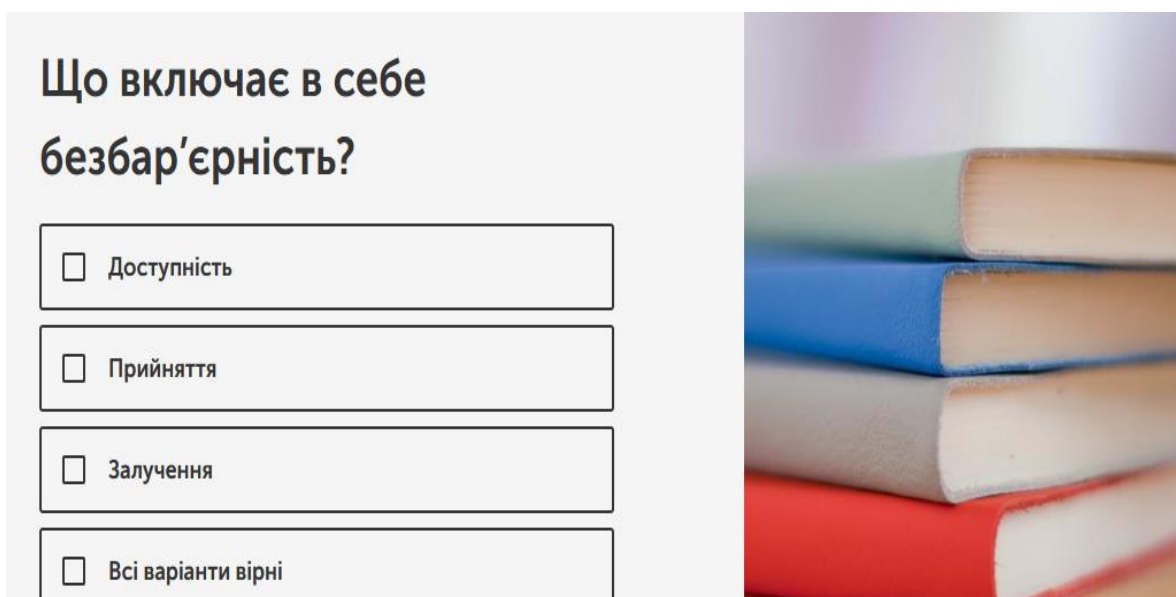 Що включає в себе
безбар’єрність?
Доступність
Прийняття
Залучення
Всі варіанти вірні